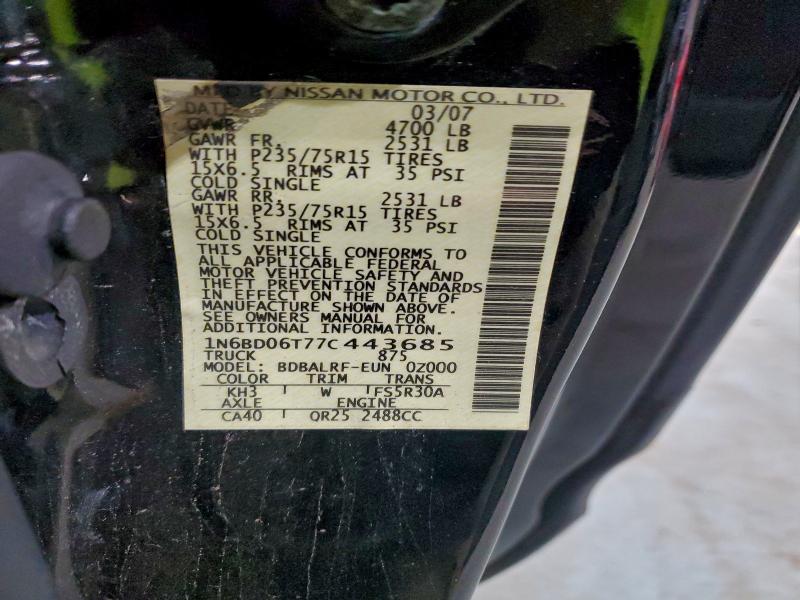 MFD BY NISSAN MOTOR CO., LTD.
DATE 03/07
GVWR 4700 LB
GAWR FR. 2531 LB
WITH P235/75R15 TIRES
15X6.5 RIMS AT 35 PSI
COLD SINGLE
GAWR RR. 2531 LB
WITH P235/75R15 TIRES
15X6.5 RIMS AT 35 PSI
COLD SINGLE
THIS VEHICLE CONFORMS TO
ALL APPLICABLE FEDERAL
MOTOR VEHICLE SAFETY AND
THEFT PREVENTION STANDARDS
IN EFFECT ON THE DATE OF
MANUFACTURE SHOWN ABOVE.
SEE OWNERS MANUAL FOR
ADDITIONAL INFORMATION
1N6BD06T77C443685
TRUCK 875
MODEL: BDBALRF-EUN 0Z000
COLOR TRIM TRANS
KH3 W FS5R30A
AXLE ENGINE
CA40 QR25 2488CC